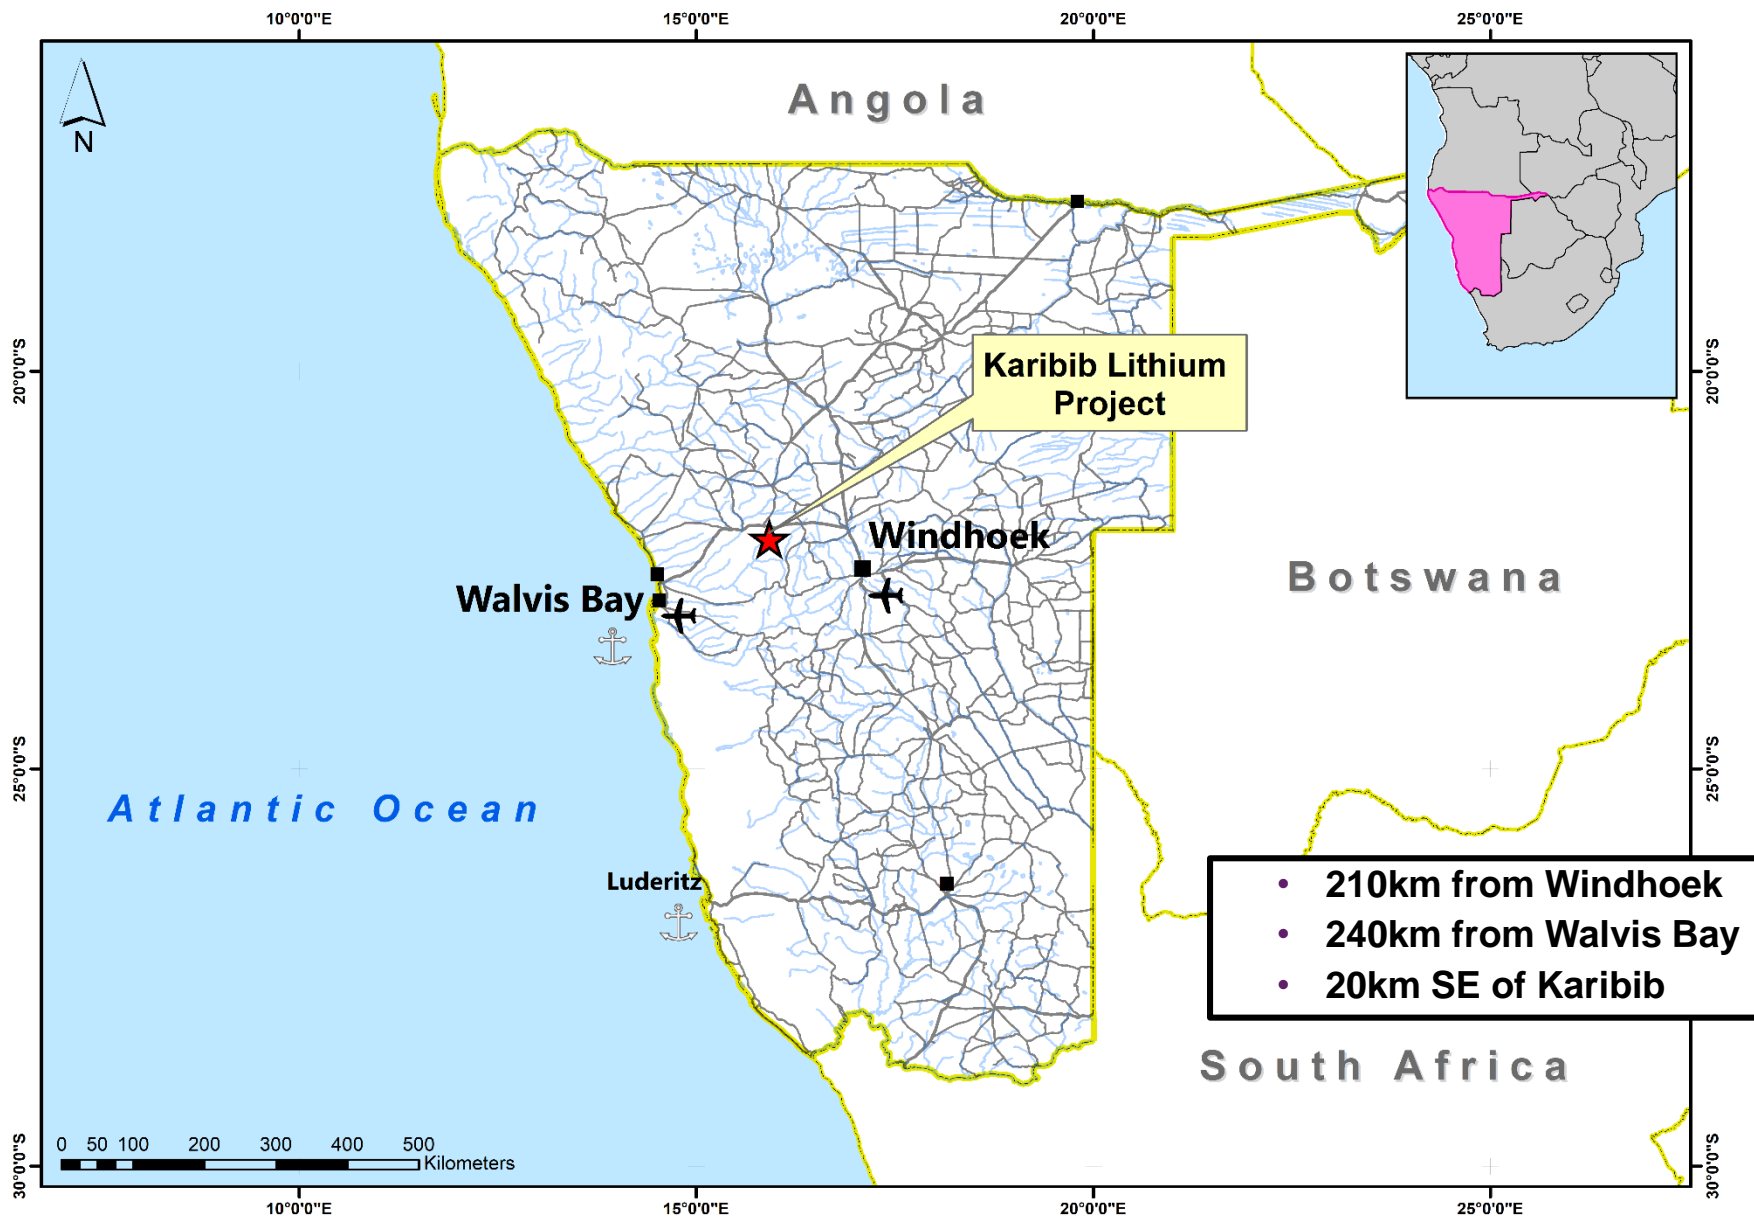 10°0'0"E
15°0'0"E
20°0'0"E
25°0'0"E
N
Angola
20°0'0"S
20°0'0"S
Karibib Lithium
Project
Windhoek
Walvis Bay
Botswana
25°0'0"S
25°0'0"S
Atlantic Ocean
Luderitz
• 210km from Windhoek
• 240km from Walvis Bay
• 20km SE of Karibib
South Africa
0 50 100 200 300 400 500
Kilometers
30°0'0"S
30°0'0"S
10°0'0"E
15°0'0"E
20°0'0"E
25°0'0"E